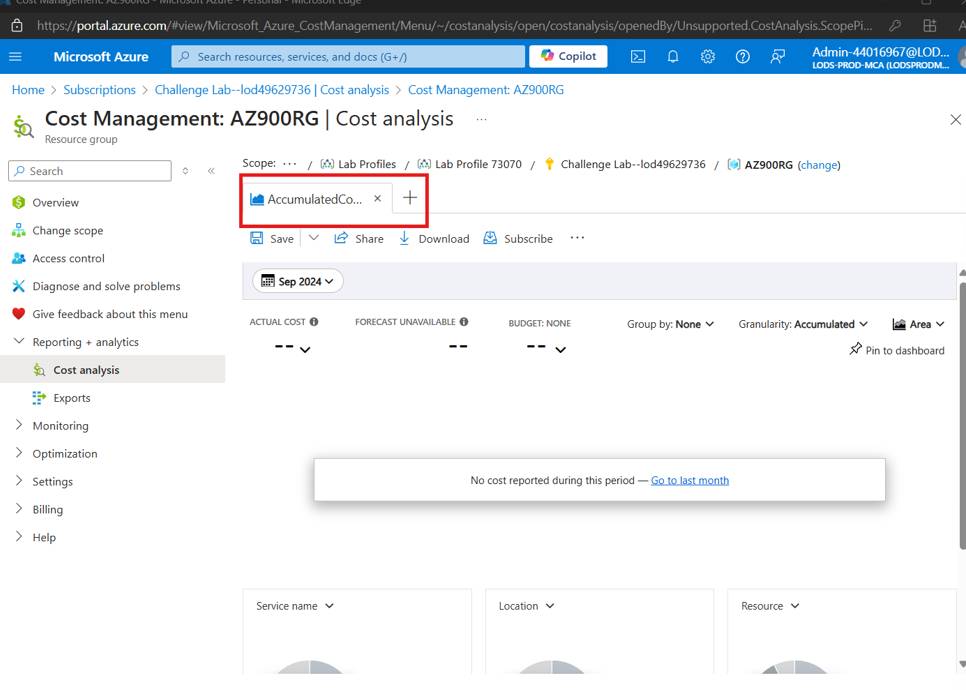 Cost Management: AZ900RG - Microsoft Azure - Personal - Microsoft Edge
https://portal.azure.com/#view/Microsoft_Azure_CostManagement/Menu/~/costanalysis/open/costanalysis/openedBy/Unsupported.CostAnalysis.ScopePi...
Microsoft Azure
Search resources, services, and docs (G+/)
Copilot
Admin-44016967@LOD...
LODS-PROD-MCA (LODSPRODM...
Home > Subscriptions > Challenge Lab--lod49629736 | Cost analysis > Cost Management: AZ900RG
Cost Management: AZ900RG | Cost analysis ...
Resource group
Search
Overview
Change scope
Access control
Diagnose and solve problems
Give feedback about this menu
Reporting + analytics
Cost analysis
Exports
Monitoring
Optimization
Settings
Billing
Help
Scope: ... / Lab Profiles / Lab Profile 73070 / Challenge Lab--lod49629736 / AZ900RG (change)
AccumulatedCo...
Save Share Download Subscribe ...
Sep 2024
ACTUAL COST FORECAST UNAVAILABLE BUDGET: NONE
-- -- --
Group by: None Granularity: Accumulated Area
Pin to dashboard
No cost reported during this period — Go to last month
Service name Location Resource